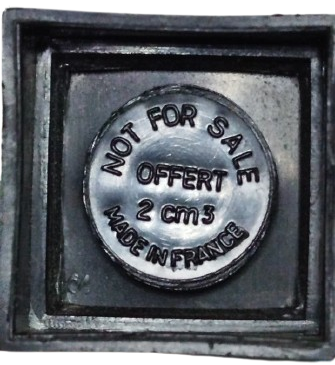 NOT FOR SALE
OFFERT
2 cm3
MADE IN FRANCE